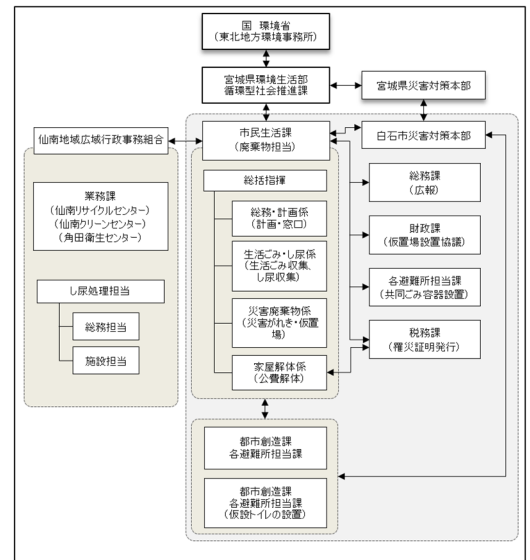 国 環境省
（東北地方環境事務所）
宮城県環境生活部
循環型社会推進課
宮城県災害対策本部
仙南地域広域行政事務組合
市民生活課
（廃棄物担当）
白石市災害対策本部
業務課
（仙南リサイクルセンター）
（仙南クリーンセンター）
（角田衛生センター）
し尿処理担当
総務担当
施設担当
総括指揮
総務・計画係
（計画・窓口）
生活ごみ・し尿係
（生活ごみ収集、
し尿収集）
災害廃棄物係
（災害がれき・仮置
場）
家屋解体係
（公費解体）
総務課
（広報）
財政課
（仮置場設置協議）
各避難所担当課
（共同ごみ容器設置）
税務課
（罹災証明発行）
都市創造課
各避難所担当課
都市創造課
各避難所担当課
（仮設トイレの設置）